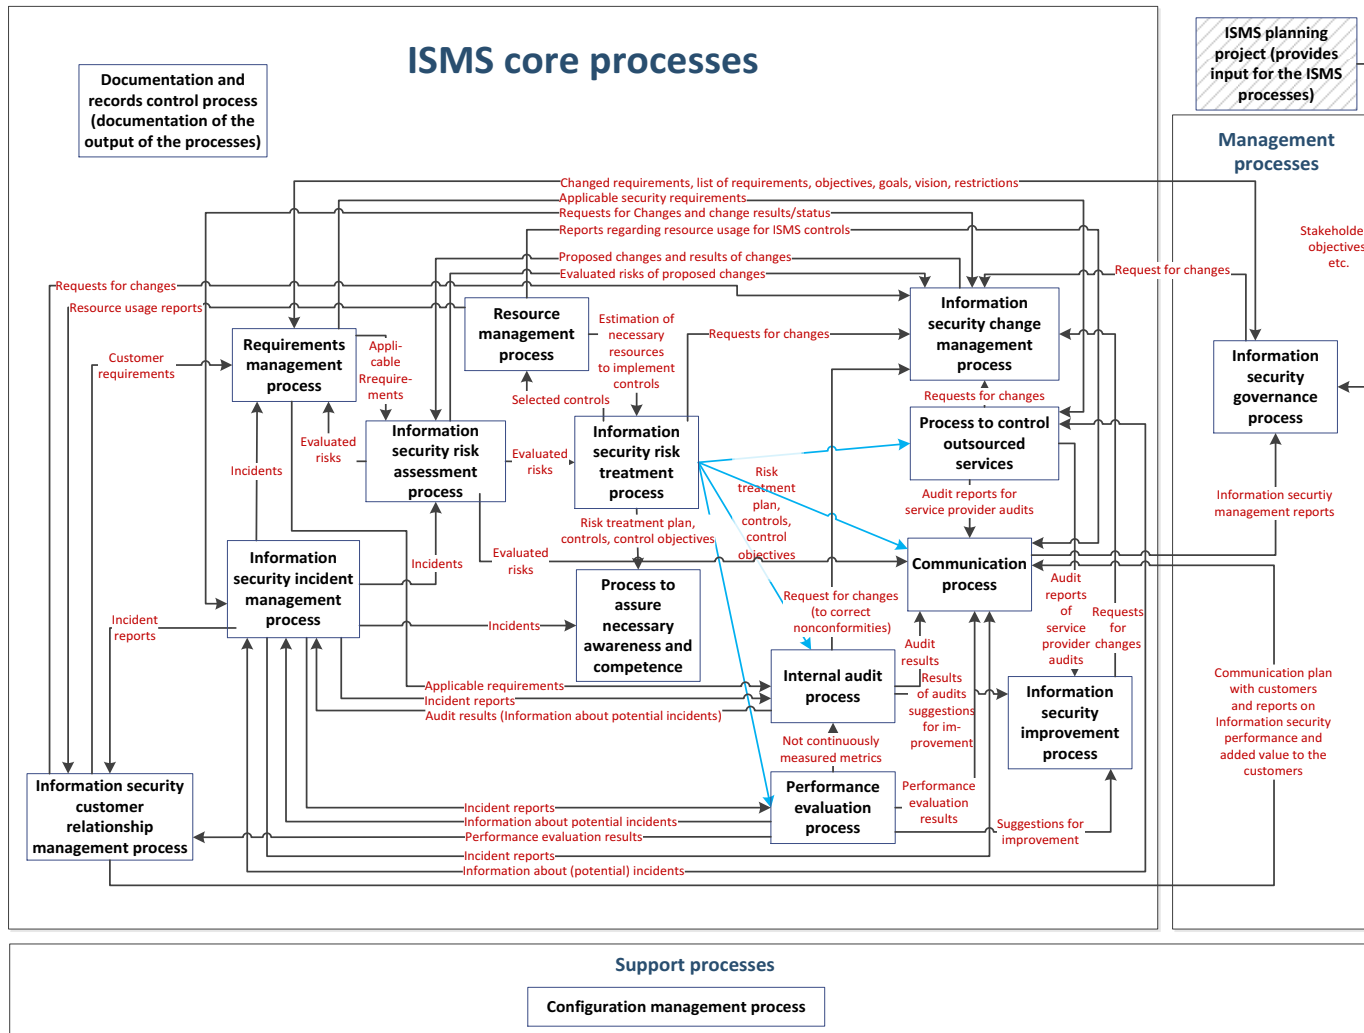 ISMS core processes
ISMS planning
project (provides
input for the ISMS
processes)
Documentation and
records control process
(documentation of the
output of the processes)
Management
processes
Changed requirements, list of requirements, objectives, goals, vision, restrictions
Applicable security requirements
Requests for Changes and change results/status
Reports regarding resource usage for ISMS controls
Stakeholde
objectives
etc.
Proposed changes and results of changes
Evaluated risks of proposed changes
Request for changes
Requests for changes
Resource usage reports
Resource
management
process
Estimation of
necessary
resources
to implement
controls
Requests for changes
Information
security change
management
process
Requirements
management
process
Appli-
cable
Rrequire-
ments
Customer
requirements
Information
security
governance
process
Selected controls
Requests for changes
Evaluated
risks
Information
security risk
assessment
process
Evaluated
risks
Information
security risk
treatment
process
Process to control
outsourced
services
Incidents
Risk
treatment
plan,
controls,
control
objectives
Audit reports for
service provider audits
Information securtiy
management reports
Risk treatment plan,
controls, control objectives
Information
security incident
management
process
Incidents
Evaluated
risks
Communication
process
Process to
assure
necessary
awareness and
competence
Request for changes
(to correct
nonconformities)
Audit
reports
of
service
provider
audits
Requests
for
changes
Incident
reports
Incidents
Audit
results
Internal audit
process
Results
of audits
suggestions
for im-
provement
Information
security
improvement
process
Communication plan
with customers
and reports on
Information security
performance and
added value to the
customers
Applicable requirements
Incident reports
Audit results (Information about potential incidents)
Not continuously
measured metrics
Information security
customer
relationship
management process
Performance
evaluation
process
Performance
evaluation
results
Incident reports
Information about potential incidents
Performance evaluation results
Suggestions for
improvement
Incident reports
Information about (potential) incidents
Support processes
Configuration management process